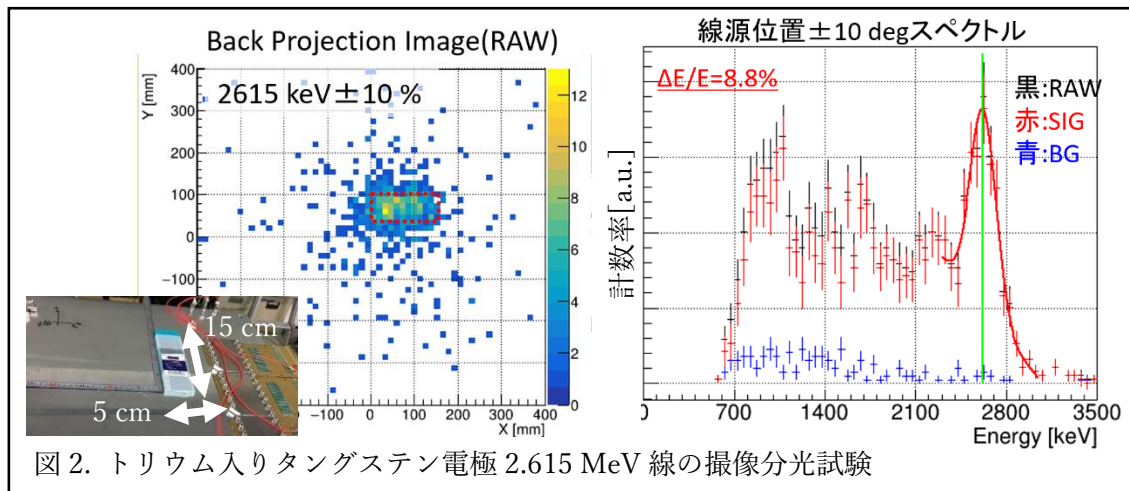 Back Projection Image(RAW)
2615 keV±10 %
Y [mm]
400
300
200
100
0
−100
−100
0
100
200
300
400
X [mm]
12
10
8
6
4
2
0
15 cm
5 cm
線源位置±10 degスペクトル
ΔE/E=8.8%
黒:RAW
赤:SIG
青:BG
計数率[a.u.]
700
1400
2100
2800
3500
Energy [keV]
図 2. トリウム入りタングステン電極 2.615 MeV 線の撮像分光試験